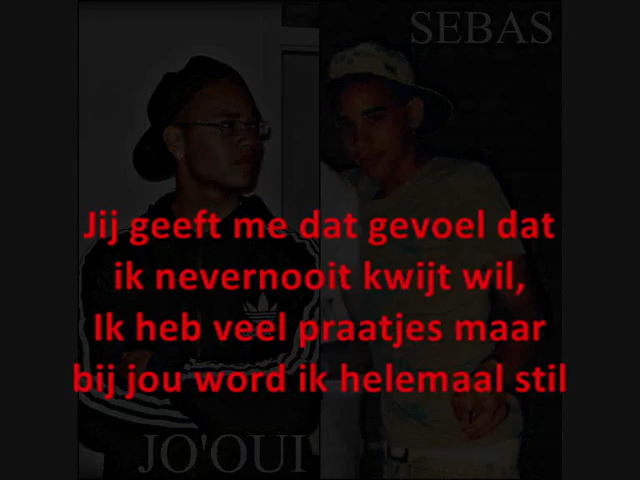 SEBAS
Jij geeft me dat gevoel dat
ik nevernooit kwijt wil,
Ik heb veel praatjes maar
bij jou word ik helemaal stil
JO'OUI